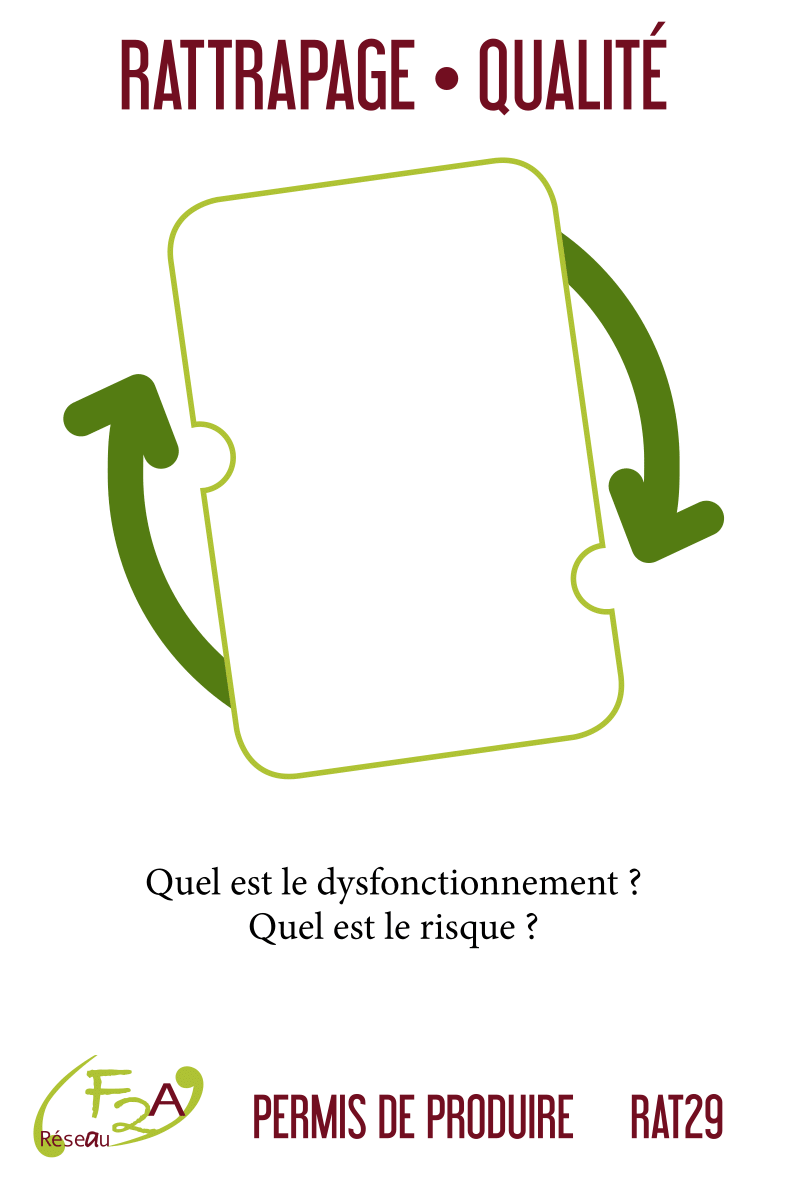 RATTRAPAGE • QUALITÉ
Quel est le dysfonctionnement ?
Quel est le risque ?
F2A
Réseau
PERMIS DE PRODUIRE RAT29